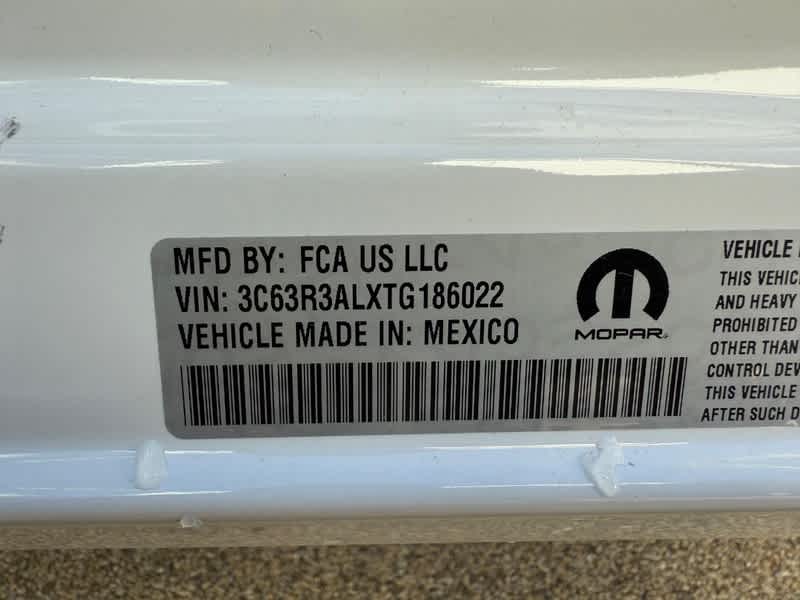 MFD BY: FCA US LLC
VIN: 3C63R3ALXTG186022
VEHICLE MADE IN: MEXICO
MOPAR
VEHICLE
THIS VEHIC
AND HEAVY
PROHIBITED
OTHER THAN
CONTROL DEV
THIS VEHICLE
AFTER SUCH D